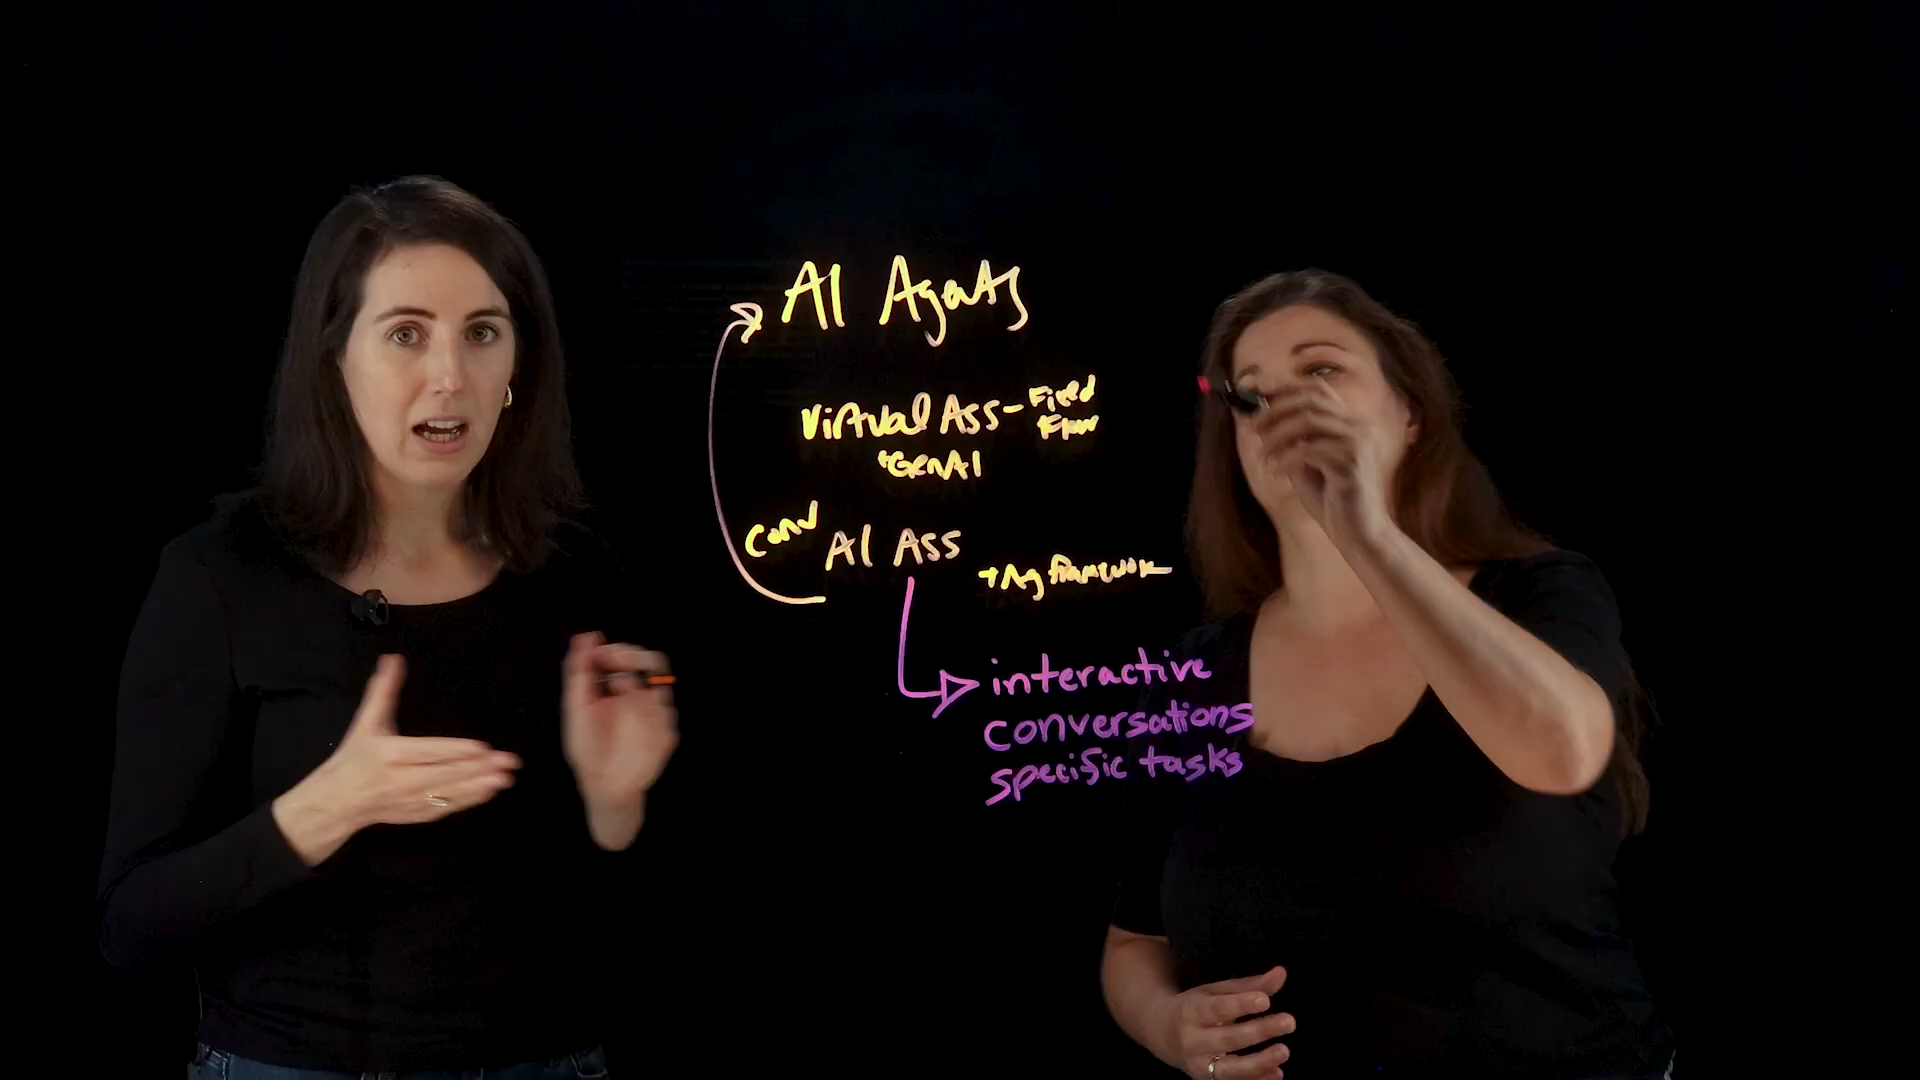 AI Agents
Virtual Ass - Fixed
Flow
+GenAI
Conv AI Ass
+Ag framework
interactive
conversations
specific tasks